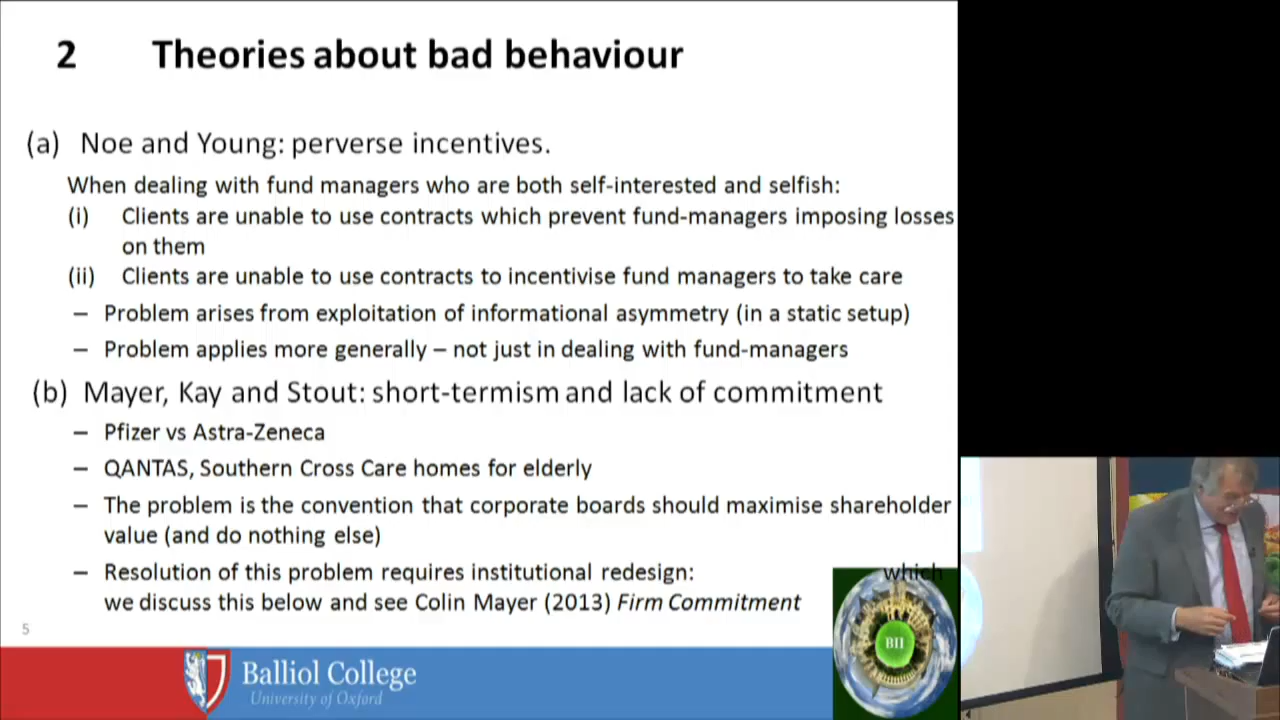 2 Theories about bad behaviour
(a) Noe and Young: perverse incentives.
When dealing with fund managers who are both self-interested and selfish:
(i) Clients are unable to use contracts which prevent fund-managers imposing losses
on them
(ii) Clients are unable to use contracts to incentivise fund managers to take care
– Problem arises from exploitation of informational asymmetry (in a static setup)
– Problem applies more generally – not just in dealing with fund-managers
(b) Mayer, Kay and Stout: short-termism and lack of commitment
– Pfizer vs Astra-Zeneca
– QANTAS, Southern Cross Care homes for elderly
– The problem is the convention that corporate boards should maximise shareholder
value (and do nothing else)
– Resolution of this problem requires institutional redesign: which
we discuss this below and see Colin Mayer (2013) Firm Commitment
5
BII
Balliol College
University of Oxford